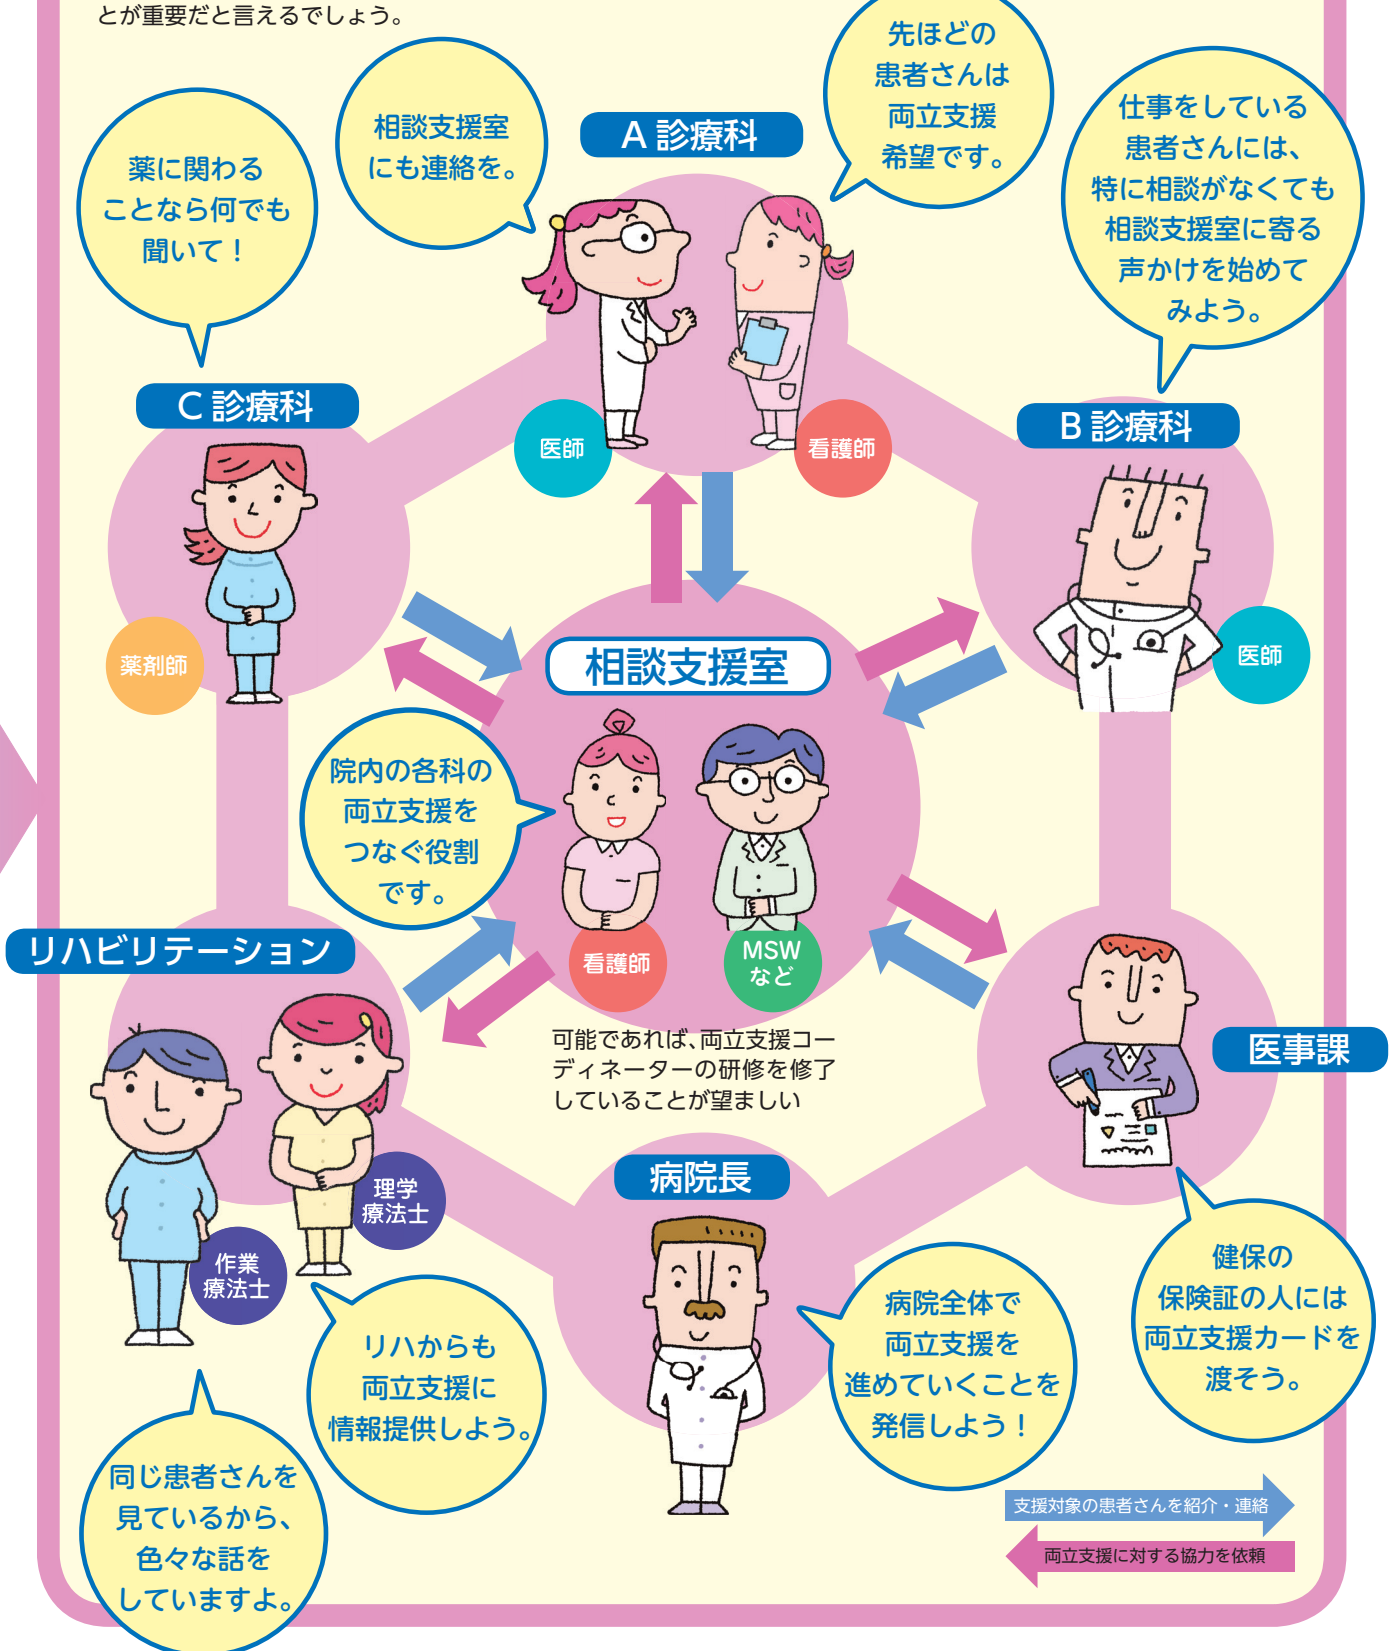 とが重要だと言えるでしょう。
先ほどの
患者さんは
両立支援
希望です。
相談支援室
にも連絡を。
A 診療科
仕事をしている
患者さんには、
特に相談がなくても
相談支援室に寄る
声かけを始めて
みよう。
薬に関わる
ことなら何でも
聞いて！
C 診療科
B 診療科
医師
看護師
薬剤師
医師
相談支援室
院内の各科の
両立支援を
つなぐ役割
です。
看護師
MSW
など
可能であれば、両立支援コー
ディネーターの研修を修了
していることが望ましい
リハビリテーション
医事課
理学
療法士
作業
療法士
病院長
リハからも
両立支援に
情報提供しよう。
同じ患者さんを
見ているから、
色々な話を
していますよ。
病院全体で
両立支援を
進めていくことを
発信しよう！
健保の
保険証の人には
両立支援カードを
渡そう。
支援対象の患者さんを紹介・連絡
両立支援に対する協力を依頼